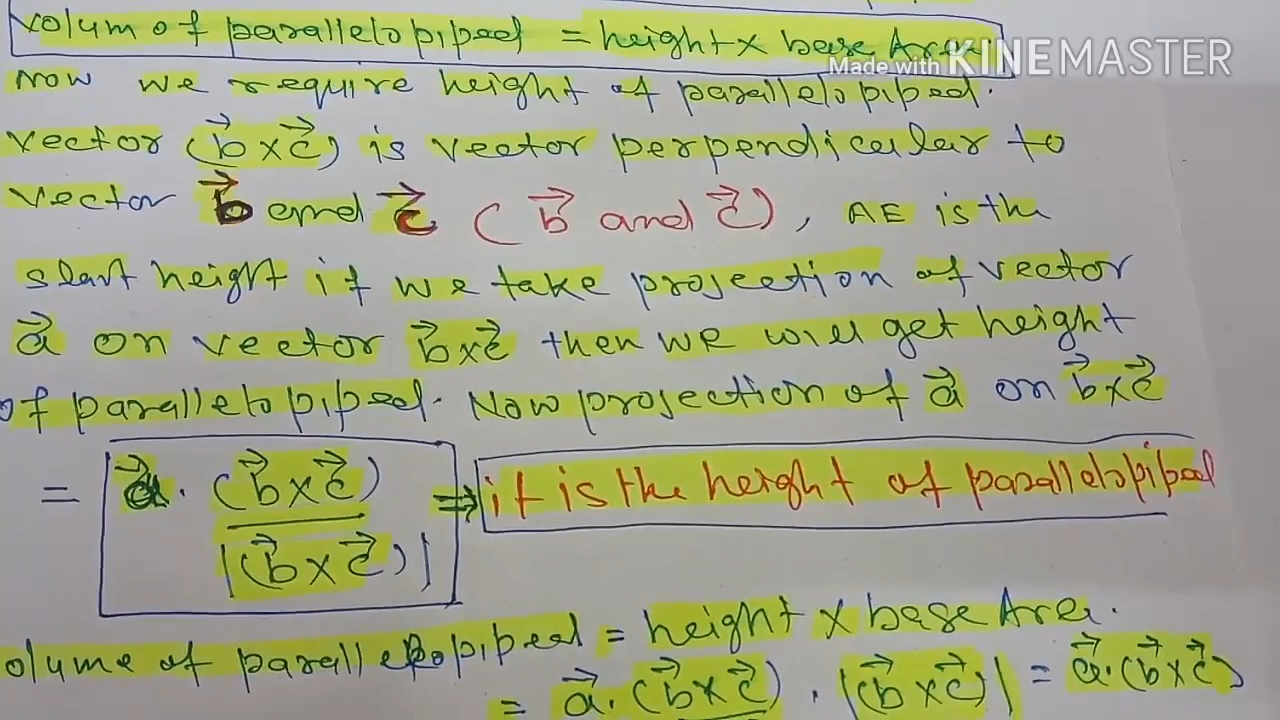 volum of parallelopiped = height x base Area
Made with KINEMASTER
Now we require height of parallelopiped.
vector (b⃗ x c⃗) is vector perpendicular to
vector b⃗ and c⃗ ( b⃗ and c⃗ ), AE is the
slant height if we take projection of vector
a⃗ on vector b⃗ x c⃗ then we will get height
of parallelopiped. Now projection of a⃗ on b⃗ x c⃗
= a⃗ . (b⃗ x c⃗) / |(b⃗ x c⃗)| ⇒ it is the height of parallelopiped
olume of parallelopiped = height x base Area.
= a⃗ . (b⃗ x c⃗) . |(b⃗ x c⃗)| = a⃗ . (b⃗ x c⃗)